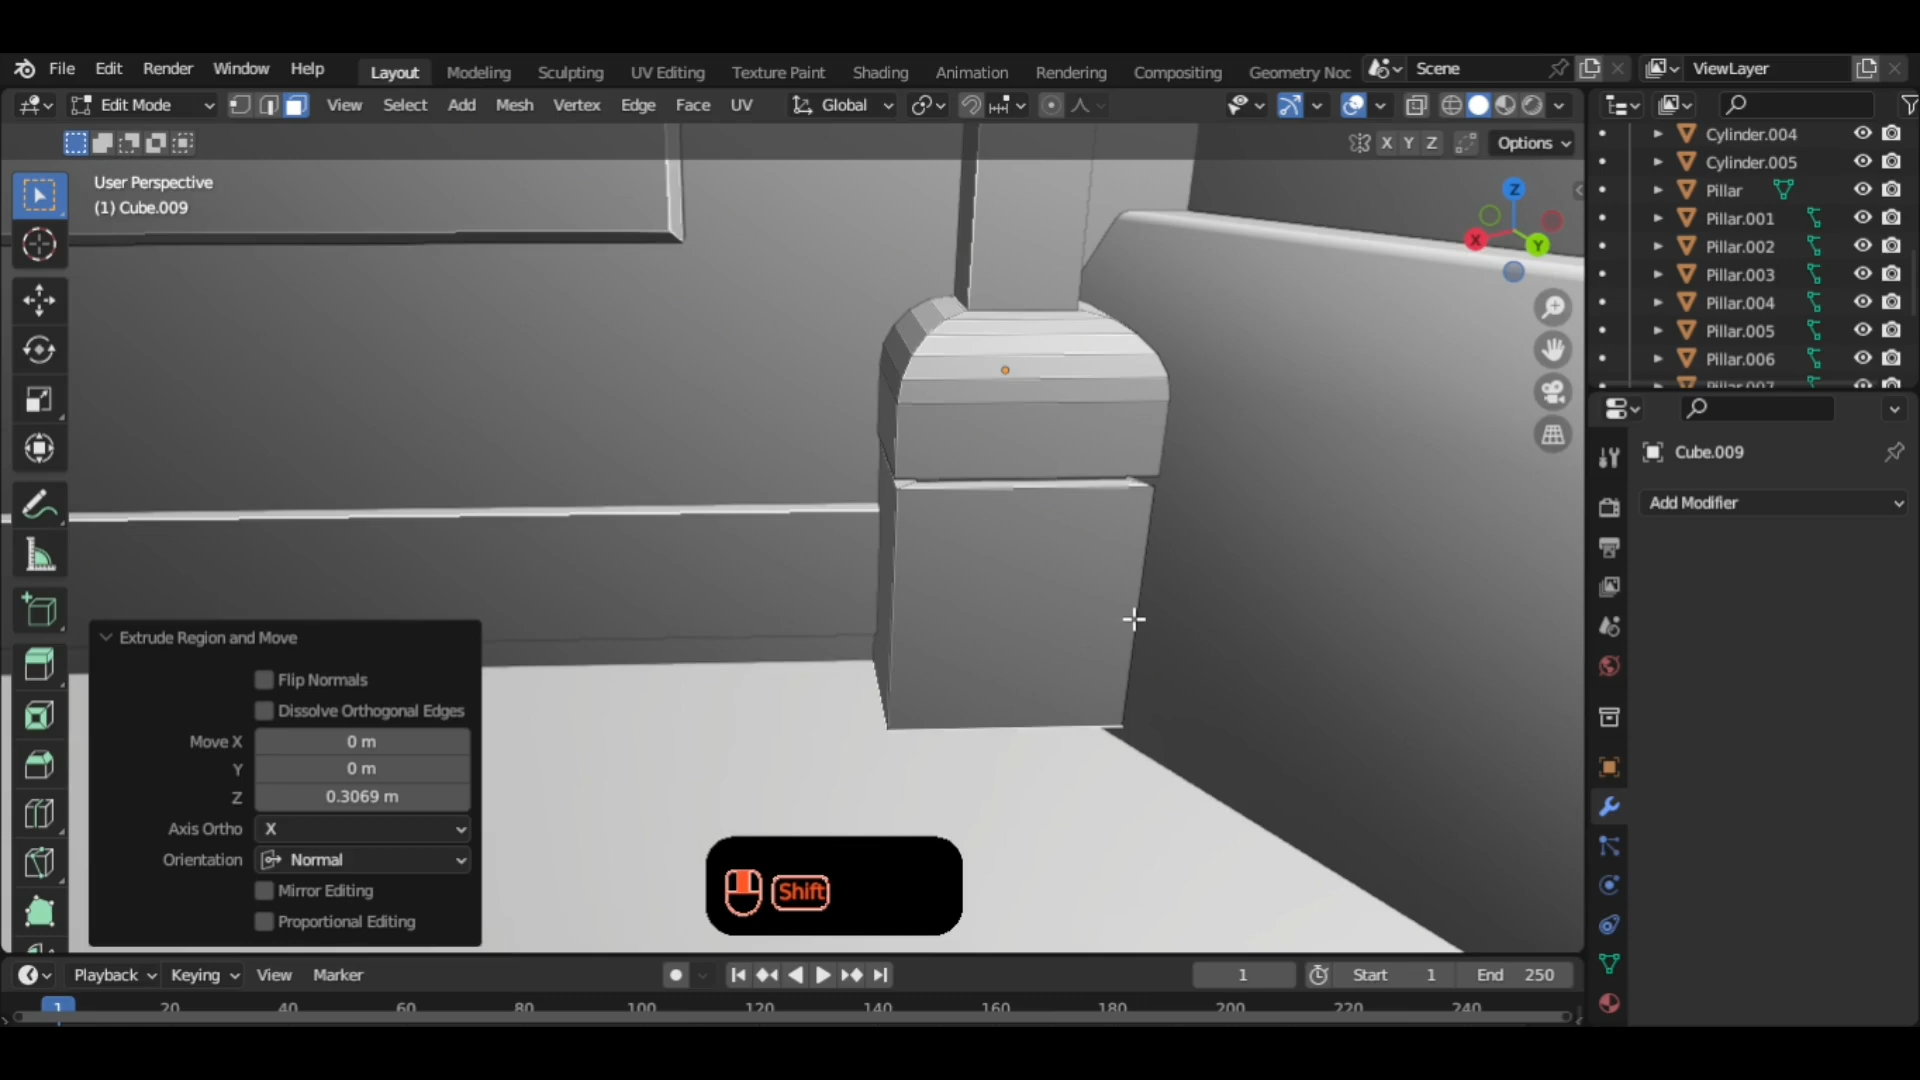 File Edit Render Window Help Layout Modeling Sculpting UV Editing Texture Paint Shading Animation Rendering Compositing Geometry Noc Scene ViewLayer
Edit Mode View Select Add Mesh Vertex Edge Face UV Global
X Y Z Options
User Perspective
(1) Cube.009
Z
X
Y
Cylinder.004
Cylinder.005
Pillar
Pillar.001
Pillar.002
Pillar.003
Pillar.004
Pillar.005
Pillar.006
Pillar.007
Cube.009
Add Modifier
Extrude Region and Move
Flip Normals
Dissolve Orthogonal Edges
Move X 0 m
Y 0 m
Z 0.3069 m
Axis Ortho X
Orientation Normal
Mirror Editing
Proportional Editing
Shift
Playback Keying View Marker 1 Start 1 End 250
1 20 40 60 80 100 120 140 160 180 200 220 240